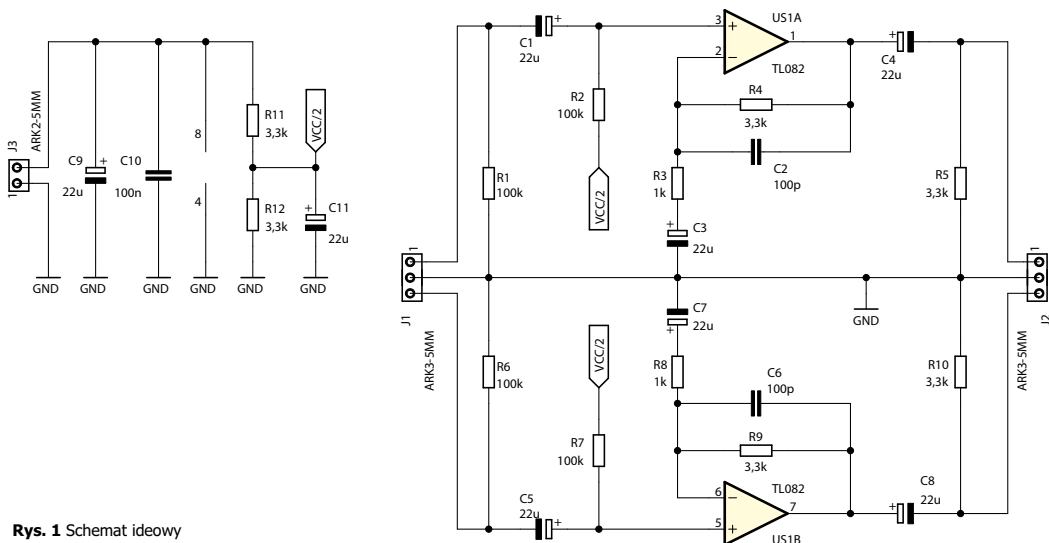 J3
ARK2-5MM
1
C9
+
22u
C10
100n
8
4
R11
3,3k
VCC/2
R12
3,3k
+
C11
22u
GND
GND
GND
GND
GND
GND
C1
+
22u
R2
100k
VCC/2
R1
100k
3
+
2
−
US1A
1
TL082
R4
3,3k
C2
100p
R3
1k
+
C3
22u
+
C4
22u
R5
3,3k
1
J1
ARK3-5MM
1
J2
ARK3-5MM
GND
C7
22u
+
R8
1k
VCC/2
R6
100k
R7
100k
C6
100p
R9
3,3k
R10
3,3k
C5
22u
+
6
−
5
+
TL082
7
US1B
C8
22u
+
Rys. 1 Schemat ideowy